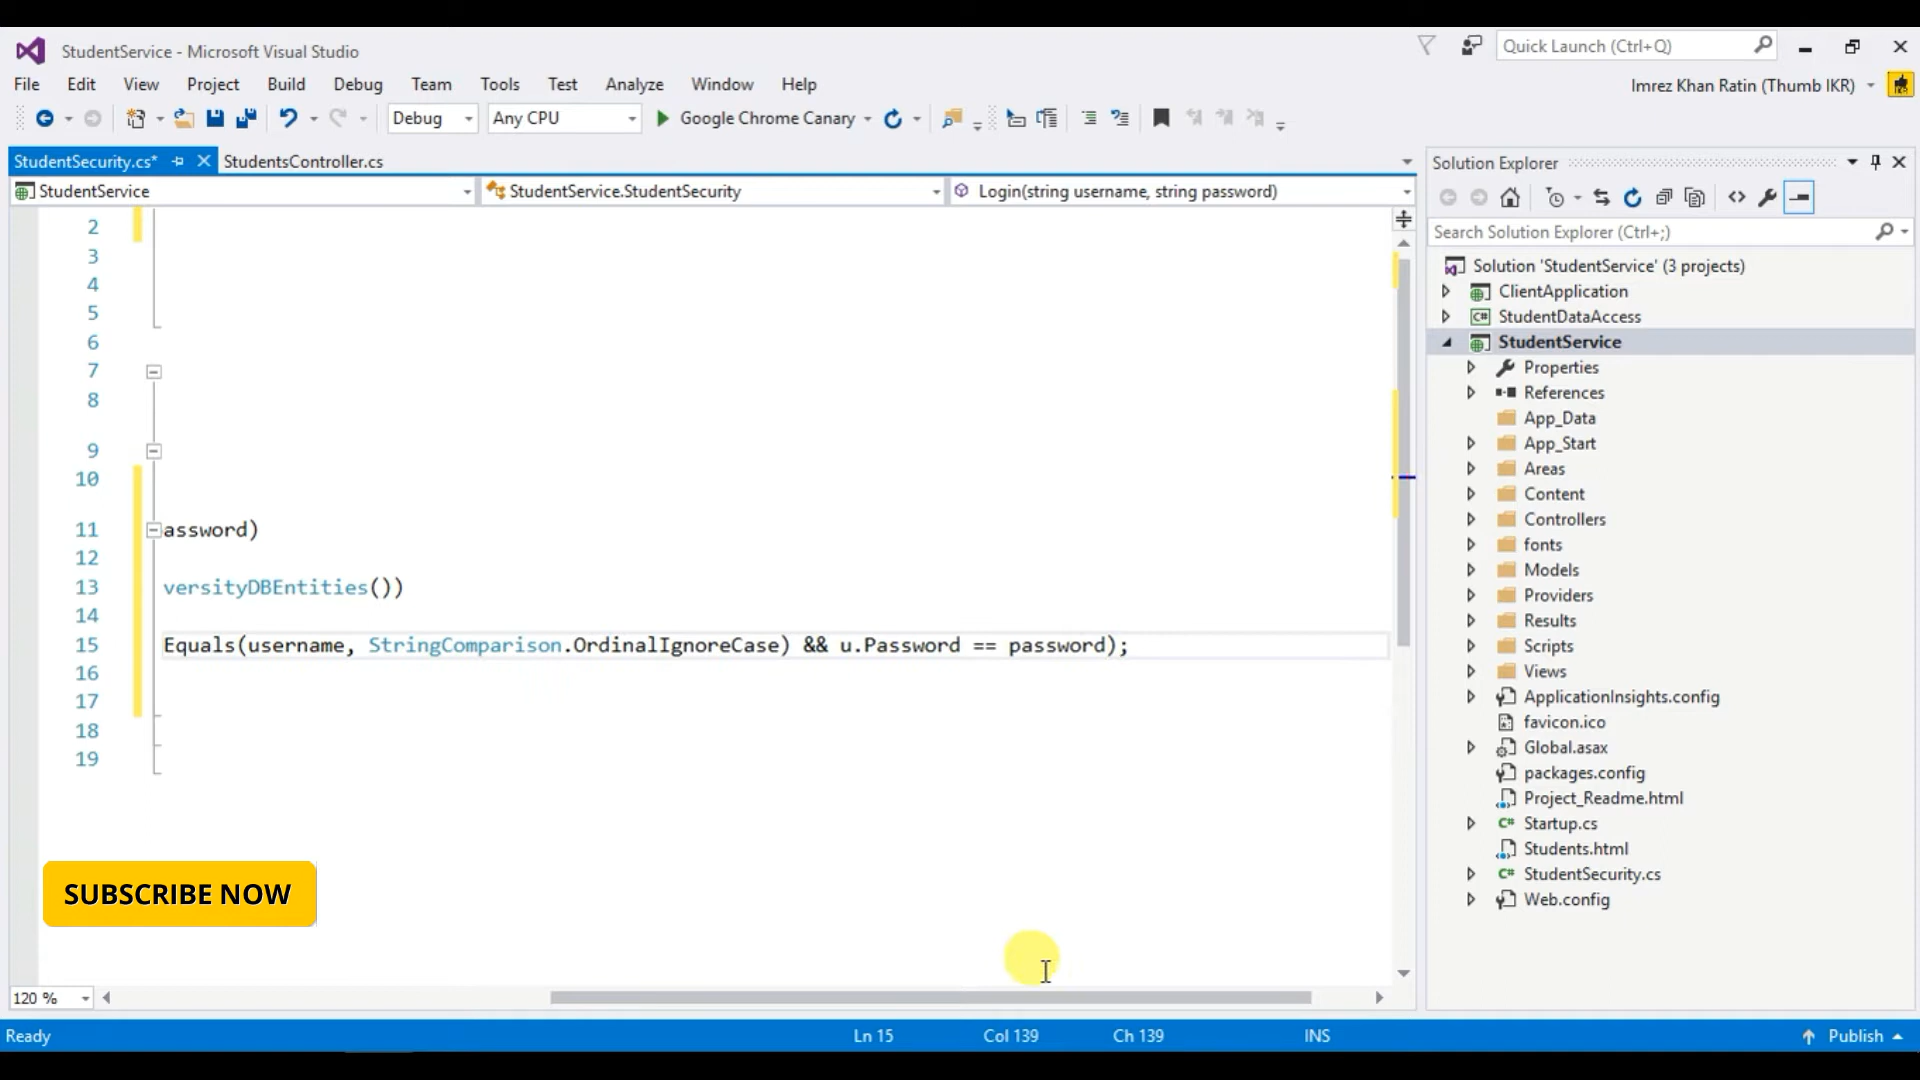 StudentService - Microsoft Visual Studio
Quick Launch (Ctrl+Q)
File Edit View Project Build Debug Team Tools Test Analyze Window Help
Imrez Khan Ratin (Thumb IKR)
Debug Any CPU Google Chrome Canary
StudentSecurity.cs* StudentsController.cs
StudentService StudentService.StudentSecurity Login(string username, string password)
2
3
4
5
6
7
8
9
10
11 assword)
12
13 versityDBEntities())
14
15 Equals(username, StringComparison.OrdinalIgnoreCase) && u.Password == password);
16
17
18
19
SUBSCRIBE NOW
120 %
Solution Explorer
Search Solution Explorer (Ctrl+;)
Solution 'StudentService' (3 projects)
ClientApplication
C# StudentDataAccess
StudentService
Properties
References
App_Data
App_Start
Areas
Content
Controllers
fonts
Models
Providers
Results
Scripts
Views
ApplicationInsights.config
favicon.ico
Global.asax
packages.config
Project_Readme.html
C# Startup.cs
Students.html
C# StudentSecurity.cs
Web.config
Ready Ln 15 Col 139 Ch 139 INS Publish